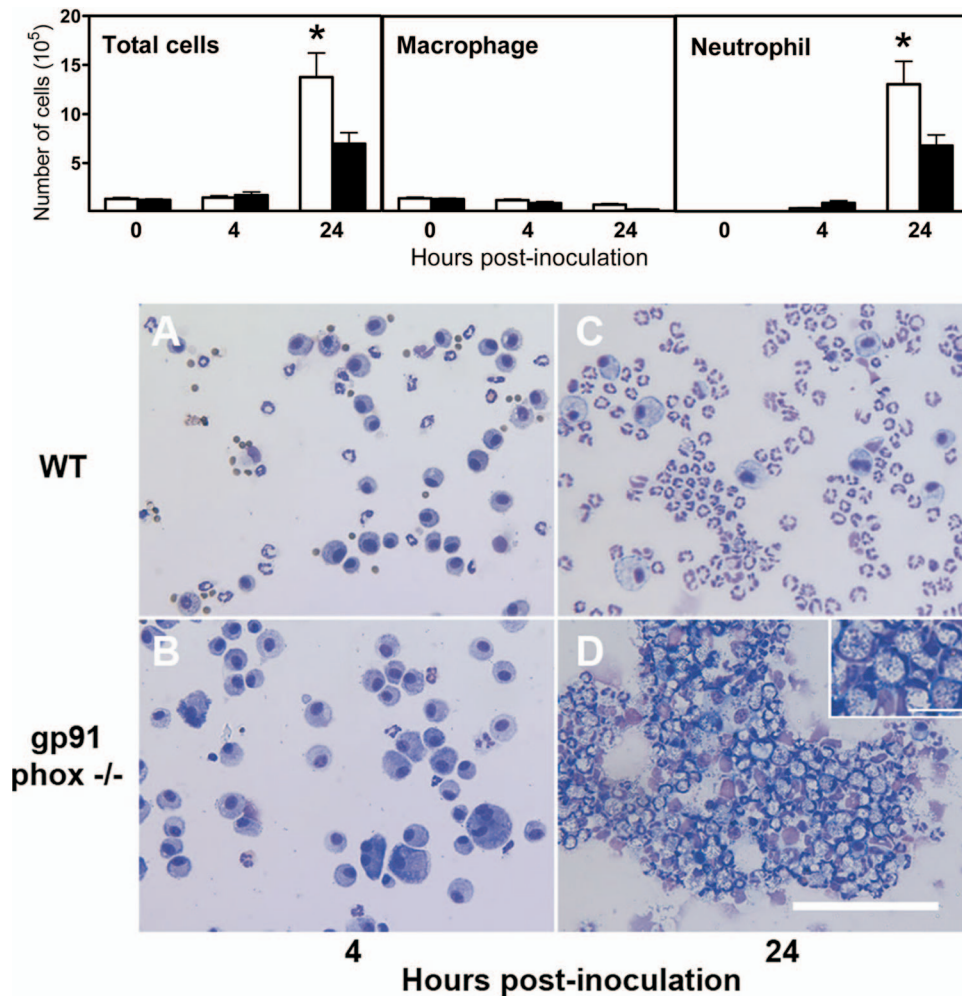 20
15
10
5
Number of cells (10⁵)
Total cells
*
Macrophage
Neutrophil
*
0 4 24 0 4 24 0 4 24
Hours post-inoculation
A
C
WT
B
D
gp91
phox -/-
4 24
Hours post-inoculation